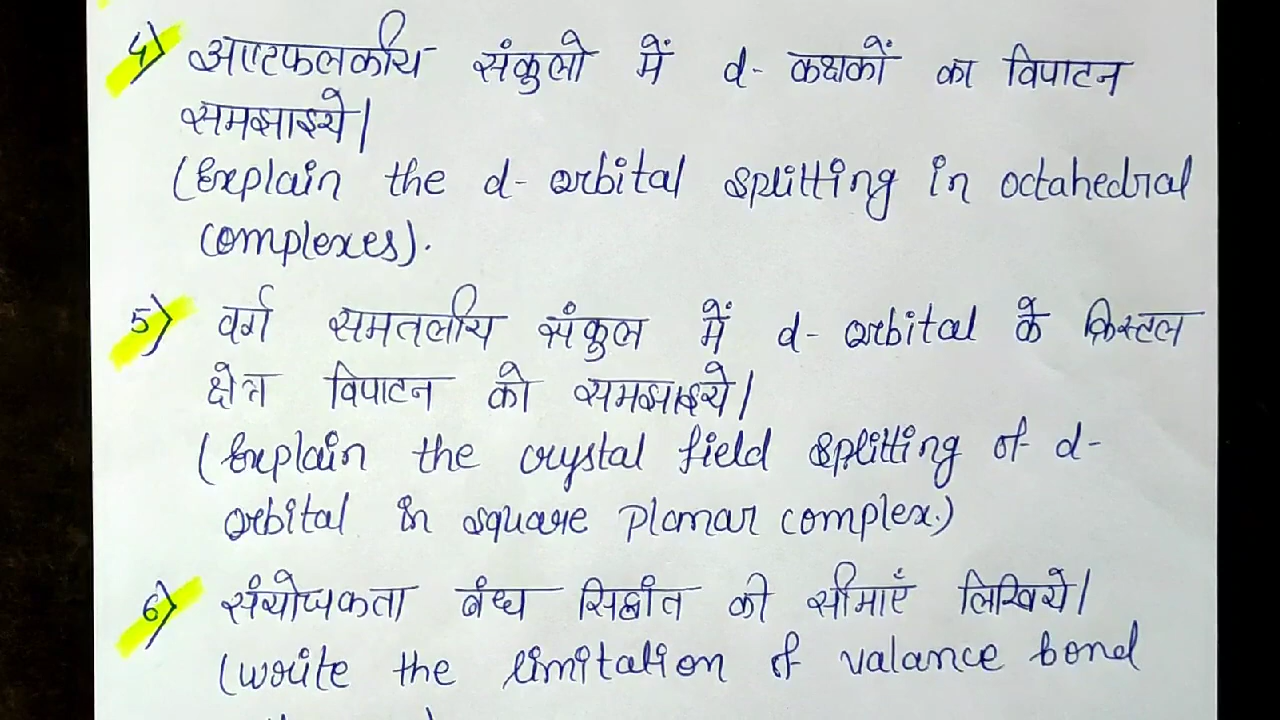 4) अष्टफलकीय संकुलो में d- कक्षकों का विपाटन
समझाइये।
(Explain the d- orbital splitting in octahedral
complexes).
5) वर्ग समतलीय संकुल में d- orbital के क्रिस्टल
क्षेत्र विपाटन को समझाइये।
(Explain the crystal field splitting of d-
orbital in square planar complex.)
6) संयोजकता बंध सिद्धांत की सीमाएँ लिखिये।
(write the limitation of valance bond